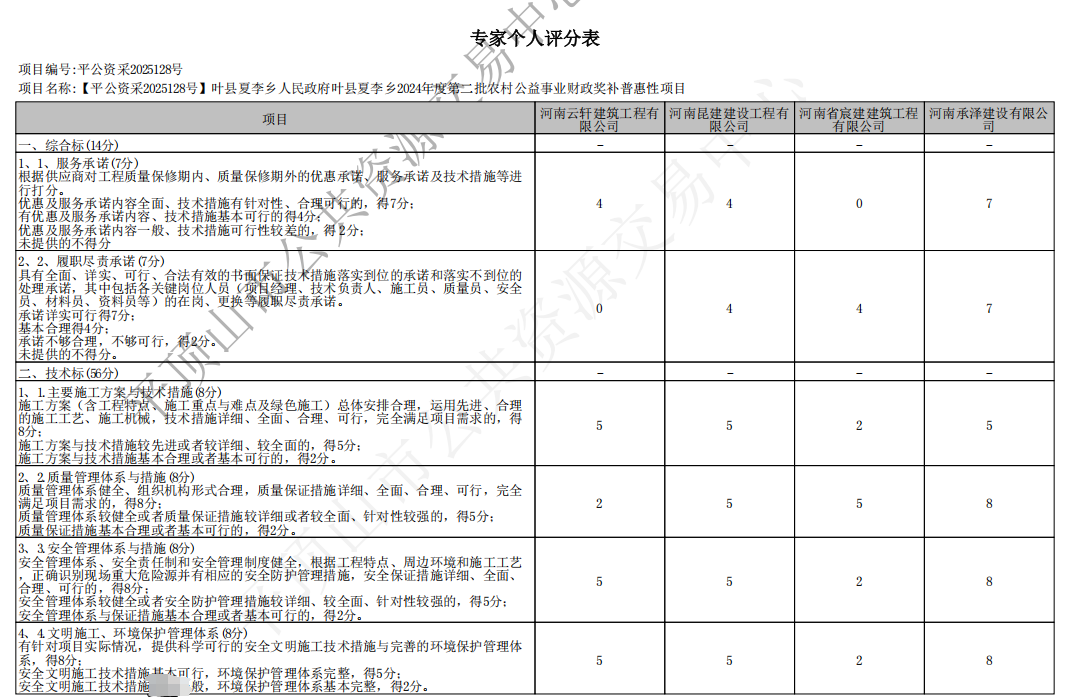 专家个人评分表
项目编号:平公资采2025128号
项目名称:【平公资采2025128号】叶县夏李乡人民政府叶县夏李乡2024年度第二批农村公益事业财政奖补普惠性项目
项目
河南云轩建筑工程有限公司
河南昆建建设工程有限公司
河南省宸建建筑工程有限公司
河南承泽建设有限公司
一、综合标(14分)
－ － － －
1、1、服务承诺(7分)
根据供应商对工程质量保修期内、质量保修期外的优惠承诺、服务承诺及技术措施等进
行打分。
优惠及服务承诺内容全面、技术措施有针对性、合理可行的，得7分；
有优惠及服务承诺内容、技术措施基本可行的得4分；
优惠及服务承诺内容一般、技术措施可行性较差的，得2分；
未提供的不得分
4 4 0 7
2、2、履职尽责承诺(7分)
具有全面、详实、可行、合法有效的书面保证技术措施落实到位的承诺和落实不到位的
处理承诺，其中包括各关键岗位人员（项目经理、技术负责人、施工员、质量员、安全
员、材料员、资料员等）的在岗、更换等履职尽责承诺。
承诺详实可行得7分；
基本合理得4分；
承诺不够合理，不够可行，得2分。
未提供的不得分。
0 4 4 7
二、技术标(56分)
－ － － －
1、1.主要施工方案与技术措施(8分)
施工方案（含工程特点、施工重点与难点及绿色施工）总体安排合理，运用先进、合理
的施工工艺、施工机械，技术措施详细、全面、合理、可行，完全满足项目需求的，得
8分；
施工方案与技术措施较先进或者较详细、较全面的，得5分；
施工方案与技术措施基本合理或者基本可行的，得2分。
5 5 2 5
2、2.质量管理体系与措施(8分)
质量管理体系健全、组织机构形式合理，质量保证措施详细、全面、合理、可行，完全
满足项目需求的，得8分；
质量管理体系较健全或者质量保证措施较详细或者较全面、针对性较强的，得5分；
质量保证措施基本合理或者基本可行的，得2分。
2 5 5 8
3、3.安全管理体系与措施(8分)
安全管理体系、安全责任制和安全管理制度健全，根据工程特点、周边环境和施工工艺
，正确识别现场重大危险源并有相应的安全防护管理措施，安全保证措施详细、全面、
合理、可行的，得8分；
安全管理体系较健全或者安全防护管理措施较详细、较全面、针对性较强的，得5分；
安全管理体系与保证措施基本合理或者基本可行的，得2分。
5 5 2 8
4、4.文明施工、环境保护管理体系(8分)
有针对项目实际情况，提供科学可行的安全文明施工技术措施与完善的环境保护管理体
系，得8分；
安全文明施工技术措施基本可行，环境保护管理体系完整，得5分；
安全文明施工技术措施般，环境保护管理体系基本完整，得2分。
5 5 2 8
平顶山市公共资源交易中心
平顶山市公共资源交易中心